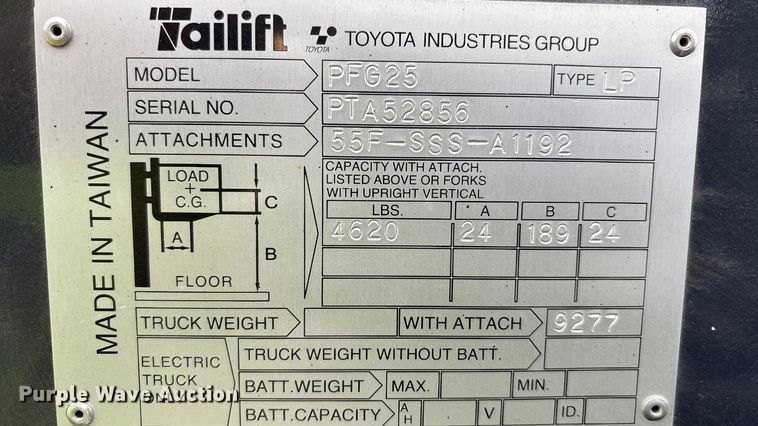 Tailift TOYOTA TOYOTA INDUSTRIES GROUP
MODEL PFG25 TYPE LP
SERIAL NO. PTA52856
ATTACHMENTS 55F-SSS-A1192
LOAD + C.G.
A
B
C
FLOOR
CAPACITY WITH ATTACH.
LISTED ABOVE OR FORKS
WITH UPRIGHT VERTICAL
LBS. A B C
4620 24 189 24
TRUCK WEIGHT WITH ATTACH 9277
ELECTRIC
TRUCK
TRUCK WEIGHT WITHOUT BATT.
BATT.WEIGHT MAX. MIN.
BATT.CAPACITY AH V ID.
MADE IN TAIWAN
Purple Wave Auction